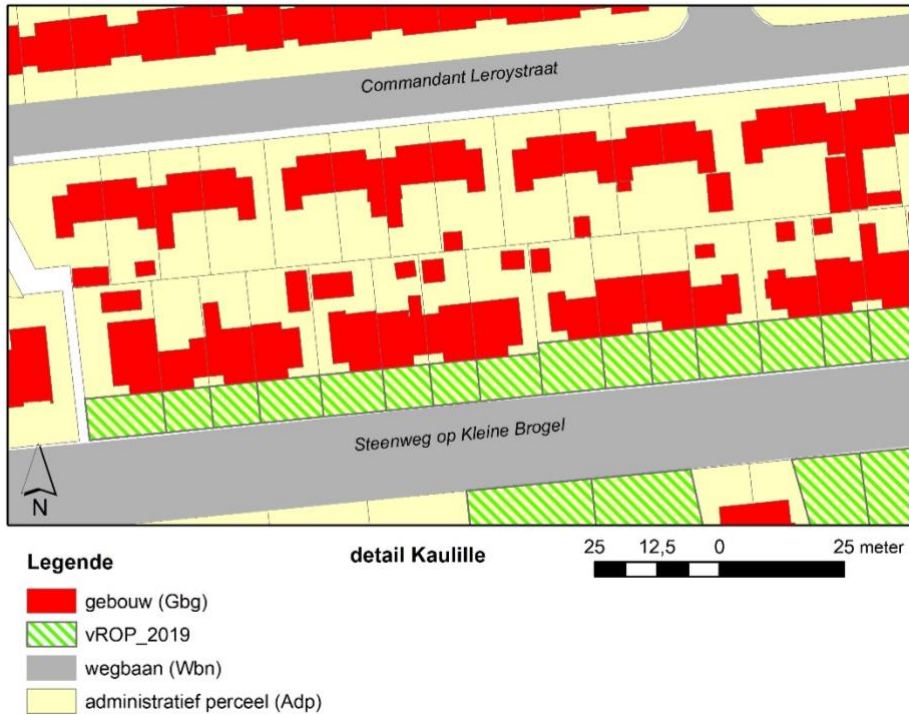 Commandant Leroystraat
Steenweg op Kleine Brogel
N
Legende
detail Kaulille
25 12,5 0 25 meter
gebouw (Gbg)
vROP_2019
wegbaan (Wbn)
administratief perceel (Adp)